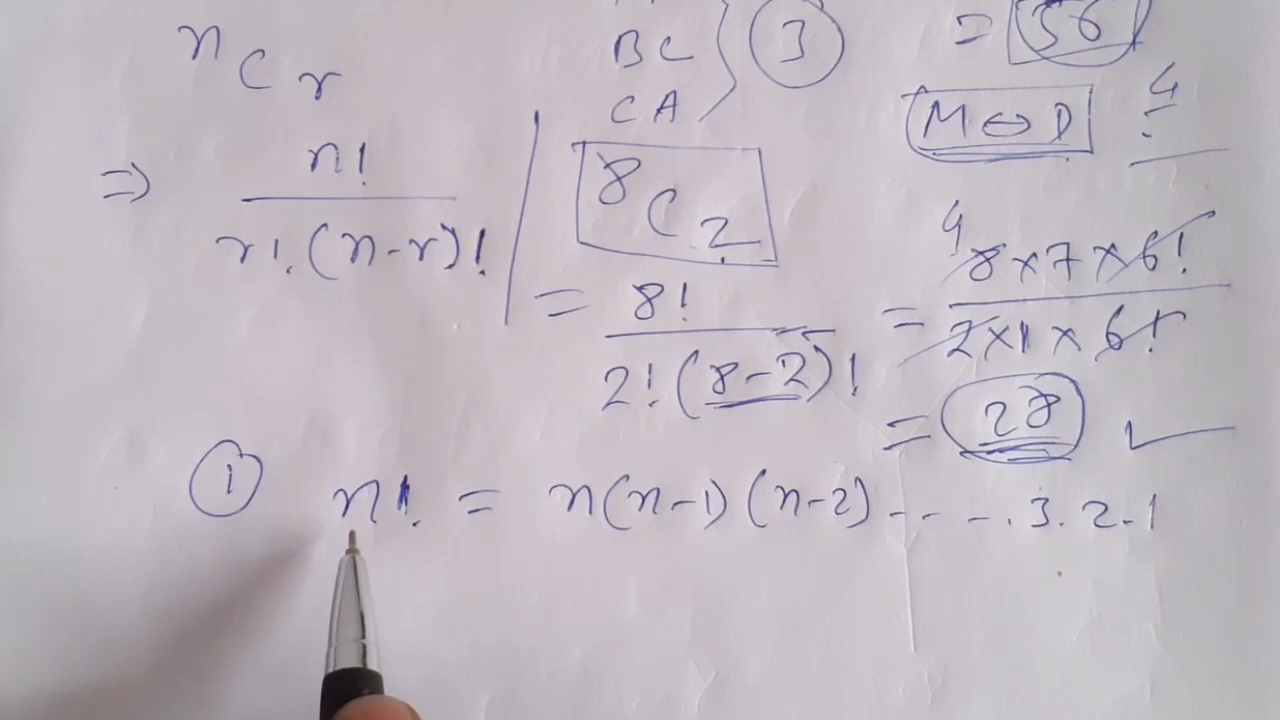 nCr
⇒ n! / r!.(n-r)!
BC
CA
} 3
8C2
= 8! / 2!(8-2)!
= 56
M⇔D
= 8×7×6! / 2×1×6!
4
= 28 ✓
① n! = n(n-1)(n-2)- - - .3.2.1